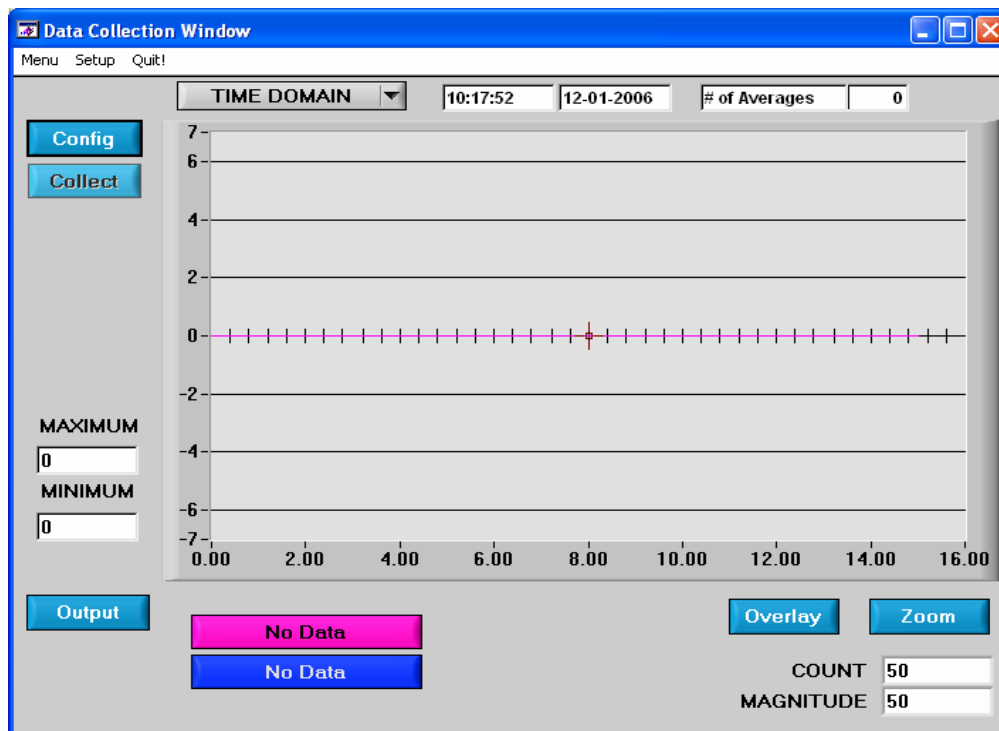 Data Collection Window
Menu Setup Quit!
TIME DOMAIN 10:17:52 12-01-2006 # of Averages 0
Config
Collect
7
6
4
2
0
-2
-4
-6
-7
0.00 2.00 4.00 6.00 8.00 10.00 12.00 14.00 16.00
MAXIMUM
0
MINIMUM
0
Output
No Data
No Data
Overlay Zoom
COUNT 50
MAGNITUDE 50